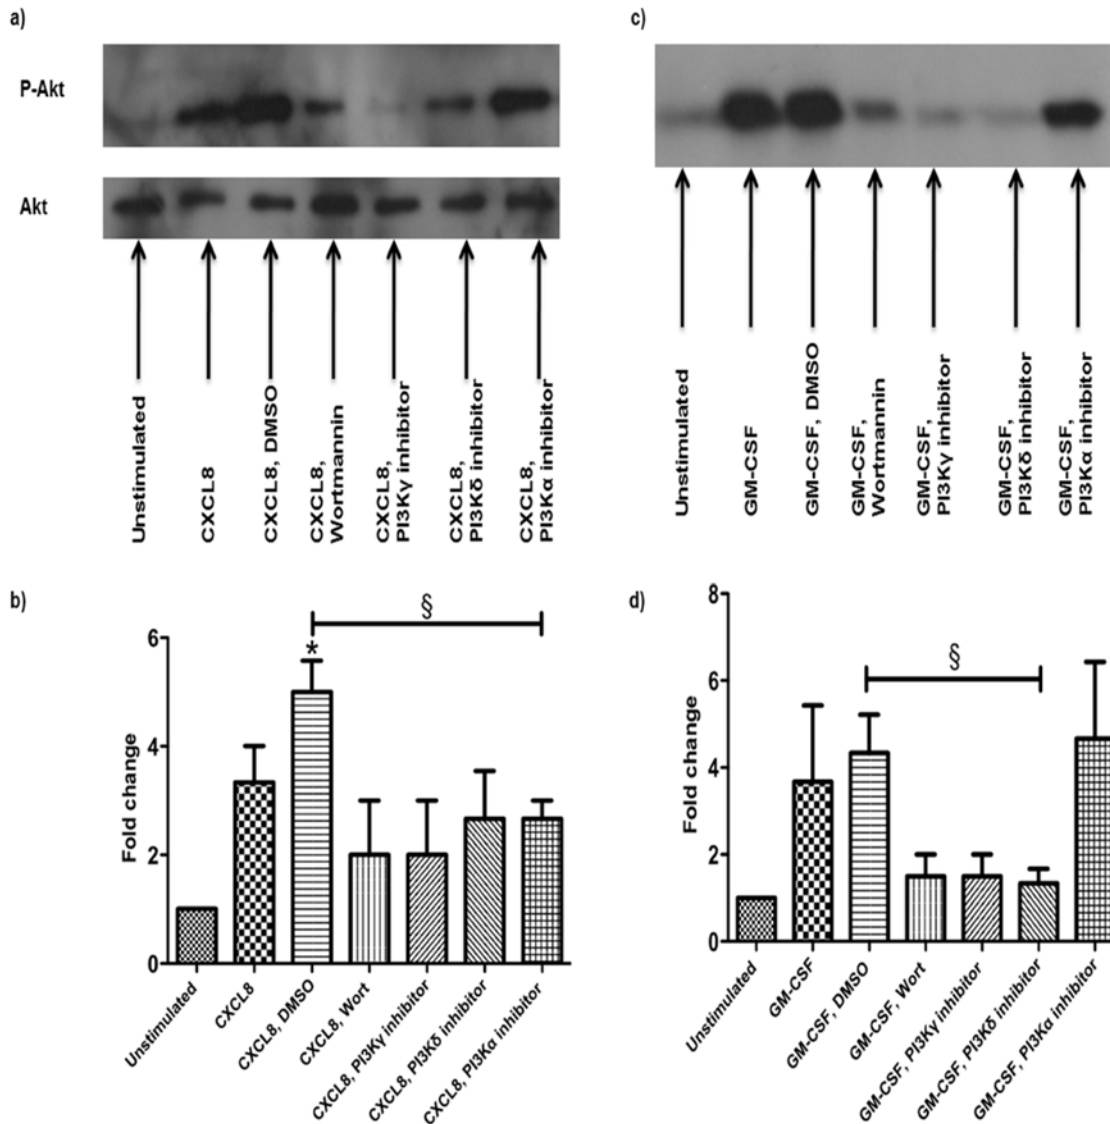 a)
P-Akt
Akt
Unstimulated
CXCL8
CXCL8, DMSO
CXCL8,
Wortmannin
CXCL8,
PI3Kγ inhibitor
CXCL8,
PI3Kδ inhibitor
CXCL8,
PI3Kα inhibitor
c)
Unstimulated
GM-CSF
GM-CSF, DMSO
GM-CSF,
Wortmannin
GM-CSF,
PI3Kγ inhibitor
GM-CSF,
PI3Kδ inhibitor
GM-CSF,
PI3Kα inhibitor
b)
§
*
Fold change
6
4
2
0
Unstimulated
CXCL8
CXCL8, DMSO
CXCL8, Wort
CXCL8, PI3Kγ inhibitor
CXCL8, PI3Kδ inhibitor
CXCL8, PI3Kα inhibitor
d)
§
Fold change
8
6
4
2
0
Unstimulated
GM-CSF
GM-CSF, DMSO
GM-CSF, Wort
GM-CSF, PI3Kγ inhibitor
GM-CSF, PI3Kδ inhibitor
GM-CSF, PI3Kα inhibitor